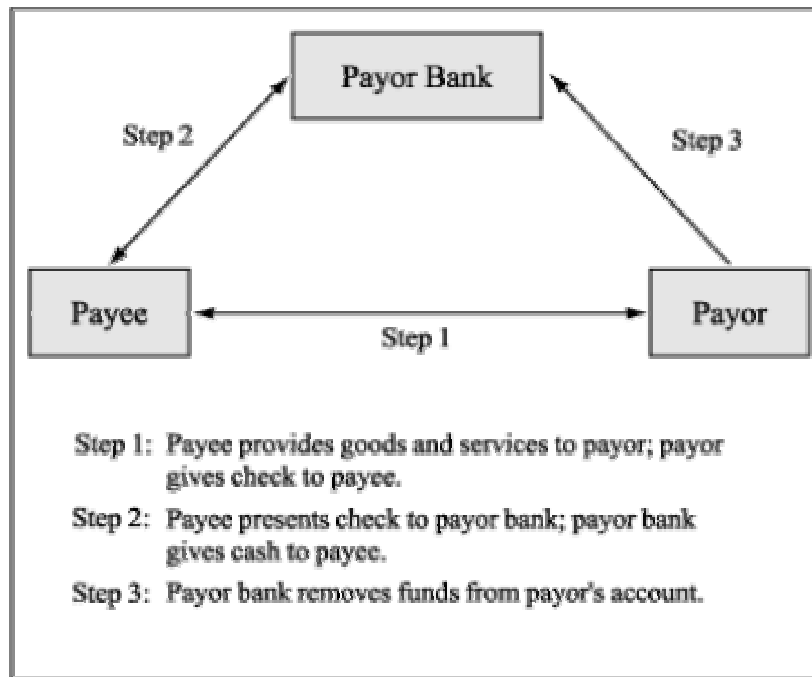 Payor Bank
Step 2
Step 3
Payee
Payor
Step 1
Step 1: Payee provides goods and services to payor; payor
gives check to payee.
Step 2: Payee presents check to payor bank; payor bank
gives cash to payee.
Step 3: Payor bank removes funds from payor's account.